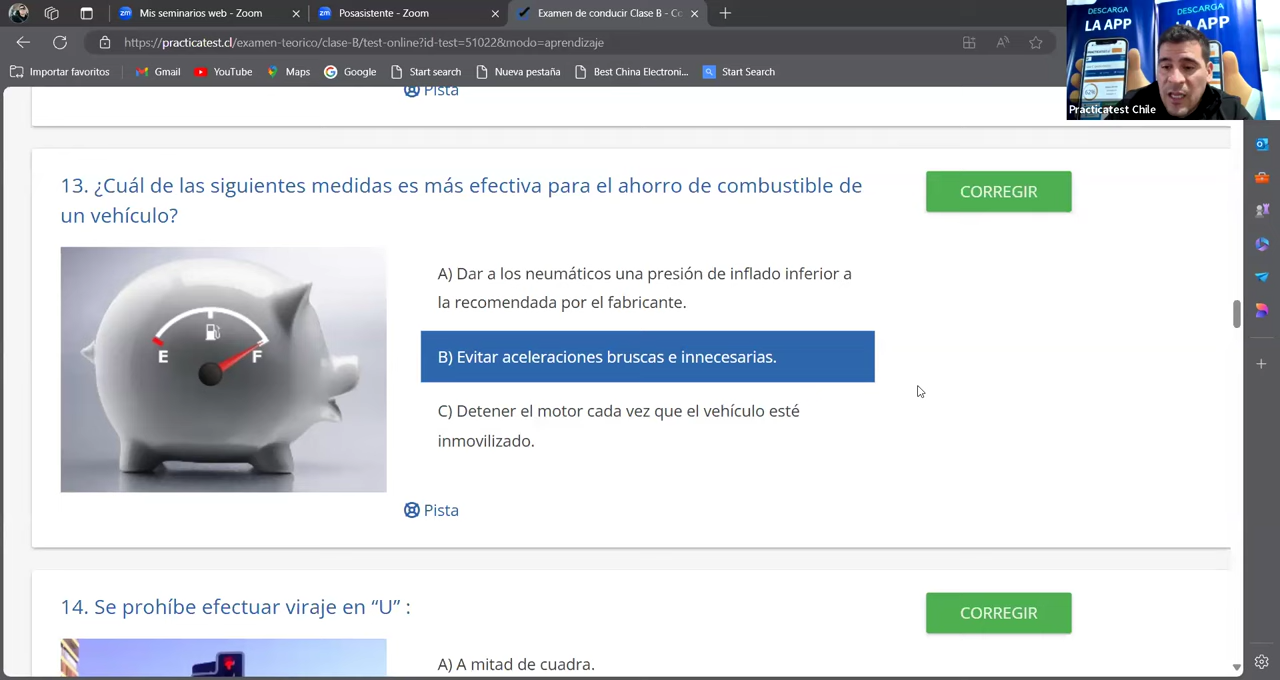 Mis seminarios web - Zoom
Posasistente - Zoom
Examen de conducir Clase B - Co
https://practicatest.cl/examen-teorico/clase-B/test-online?id-test=51022&modo=aprendizaje
Importar favoritos
Gmail
YouTube
Maps
Google
Start search
Nueva pestaña
Best China Electroni...
Start Search
DESCARGA
LA APP
DESCARGA
LA APP
Practicatest Chile
Pista
13. ¿Cuál de las siguientes medidas es más efectiva para el ahorro de combustible de
un vehículo?
CORREGIR
E
F
A) Dar a los neumáticos una presión de inflado inferior a
la recomendada por el fabricante.
B) Evitar aceleraciones bruscas e innecesarias.
C) Detener el motor cada vez que el vehículo esté
inmovilizado.
Pista
14. Se prohíbe efectuar viraje en “U” :
CORREGIR
A) A mitad de cuadra.